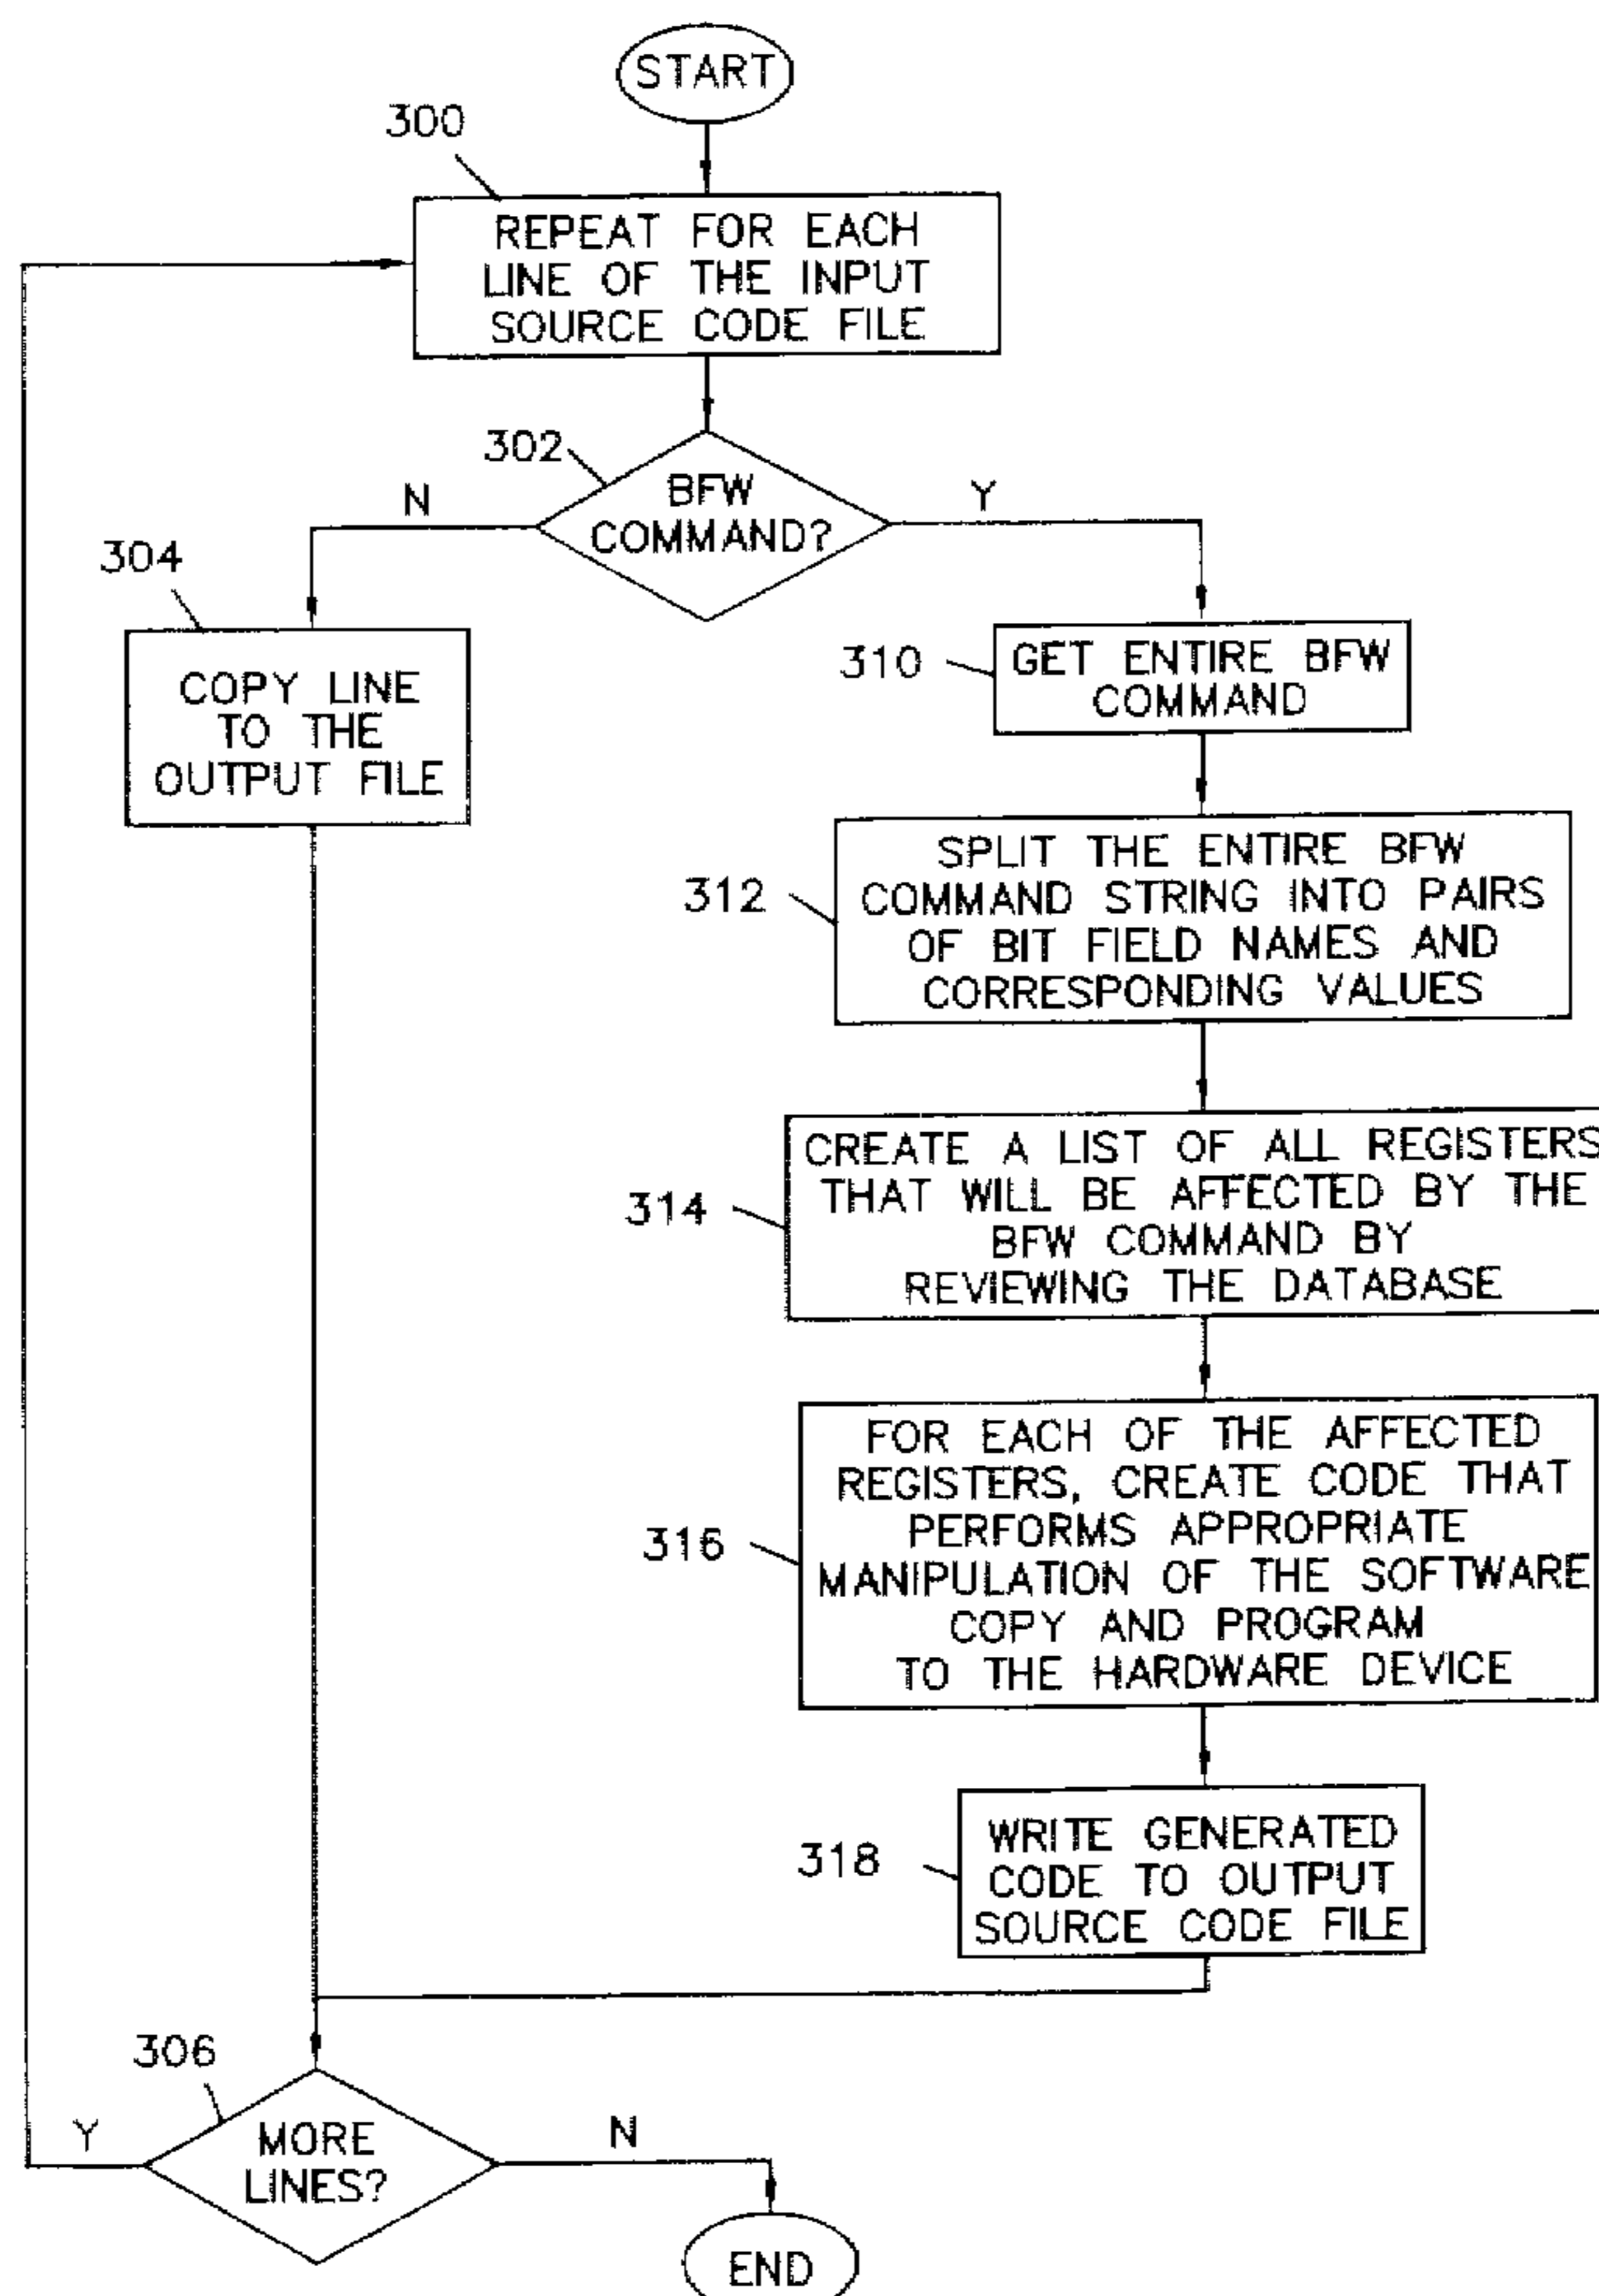 START
300
REPEAT FOR EACH
LINE OF THE INPUT
SOURCE CODE FILE
302
BFW
COMMAND?
N
Y
304
COPY LINE
TO THE
OUTPUT FILE
310
GET ENTIRE BFW
COMMAND
312
SPLIT THE ENTIRE BFW
COMMAND STRING INTO PAIRS
OF BIT FIELD NAMES AND
CORRESPONDING VALUES
314
CREATE A LIST OF ALL REGISTERS
THAT WILL BE AFFECTED BY THE
BFW COMMAND BY
REVIEWING THE DATABASE
316
FOR EACH OF THE AFFECTED
REGISTERS, CREATE CODE THAT
PERFORMS APPROPRIATE
MANIPULATION OF THE SOFTWARE
COPY AND PROGRAM
TO THE HARDWARE DEVICE
318
WRITE GENERATED
CODE TO OUTPUT
SOURCE CODE FILE
306
MORE
LINES?
Y
N
END